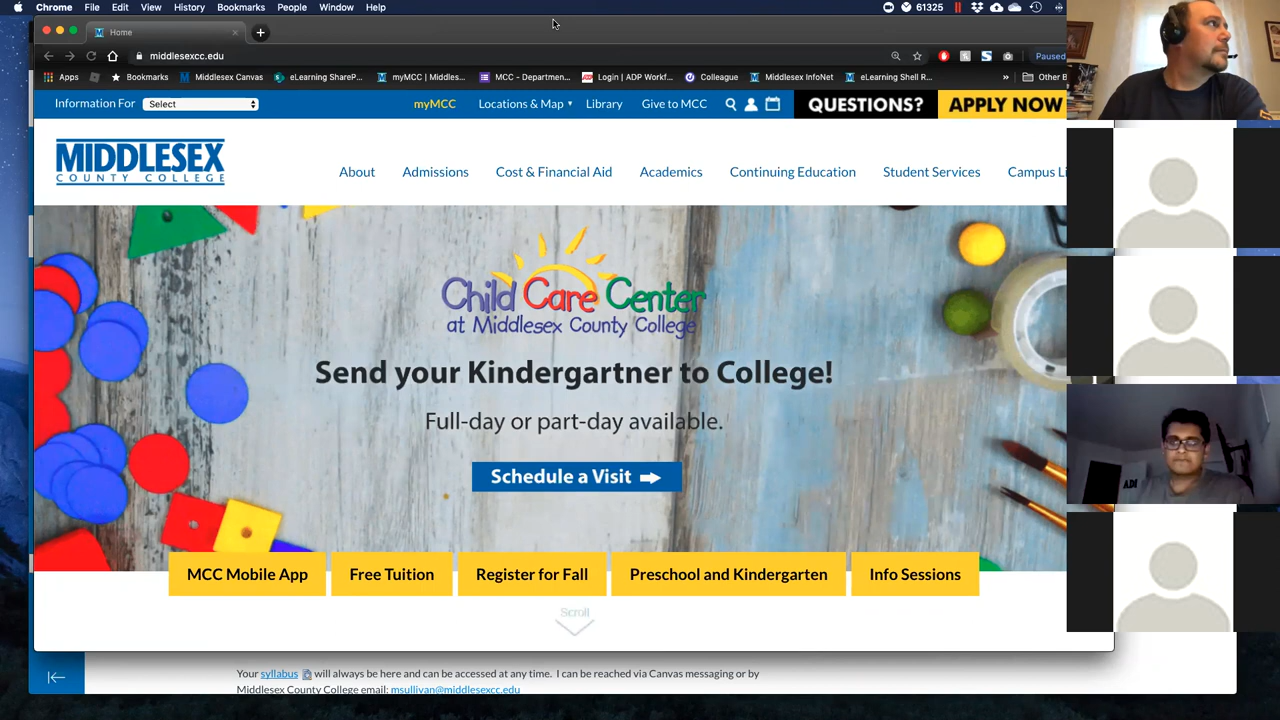 Chrome File Edit View History Bookmarks People Window Help 61325
Home
middlesexcc.edu Paused
Apps Bookmarks Middlesex Canvas eLearning ShareP... myMCC | Middles... MCC - Departmen... Login | ADP Workf... Colleague Middlesex InfoNet eLearning Shell R... » Other B
Information For Select myMCC Locations & Map Library Give to MCC QUESTIONS? APPLY NOW
MIDDLESEX
COUNTY COLLEGE
About Admissions Cost & Financial Aid Academics Continuing Education Student Services Campus Li
Child Care Center
at Middlesex County College
Send your Kindergartner to College!
Full-day or part-day available.
Schedule a Visit
MCC Mobile App Free Tuition Register for Fall Preschool and Kindergarten Info Sessions
Scroll
Your syllabus will always be here and can be accessed at any time. I can be reached via Canvas messaging or by
Middlesex County College email: msullivan@middlesexcc.edu